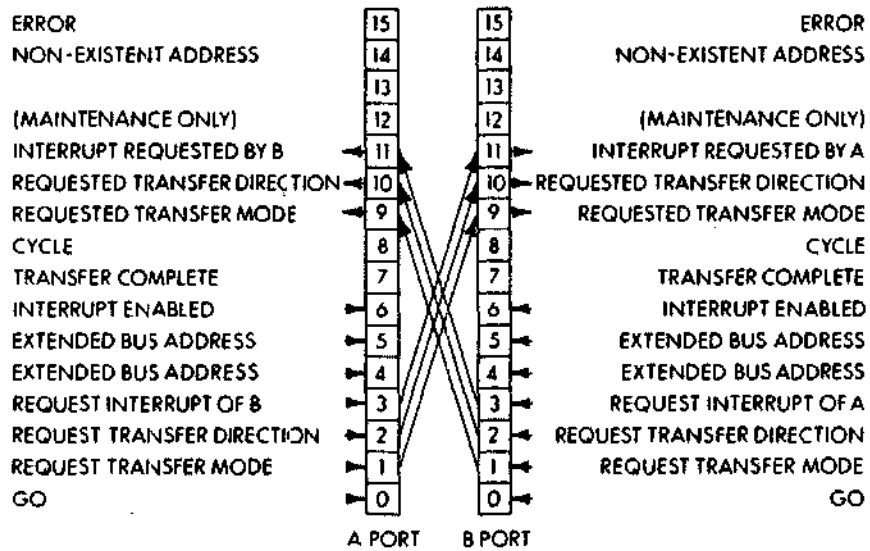 ERROR 15 15 ERROR
NON-EXISTENT ADDRESS 14 14 NON-EXISTENT ADDRESS
13 13
(MAINTENANCE ONLY) 12 12 (MAINTENANCE ONLY)
INTERRUPT REQUESTED BY B 11 11 INTERRUPT REQUESTED BY A
REQUESTED TRANSFER DIRECTION 10 10 REQUESTED TRANSFER DIRECTION
REQUESTED TRANSFER MODE 9 9 REQUESTED TRANSFER MODE
CYCLE 8 8 CYCLE
TRANSFER COMPLETE 7 7 TRANSFER COMPLETE
INTERRUPT ENABLED 6 6 INTERRUPT ENABLED
EXTENDED BUS ADDRESS 5 5 EXTENDED BUS ADDRESS
EXTENDED BUS ADDRESS 4 4 EXTENDED BUS ADDRESS
REQUEST INTERRUPT OF B 3 3 REQUEST INTERRUPT OF A
REQUEST TRANSFER DIRECTION 2 2 REQUEST TRANSFER DIRECTION
REQUEST TRANSFER MODE 1 1 REQUEST TRANSFER MODE
GO 0 0 GO
A PORT B PORT